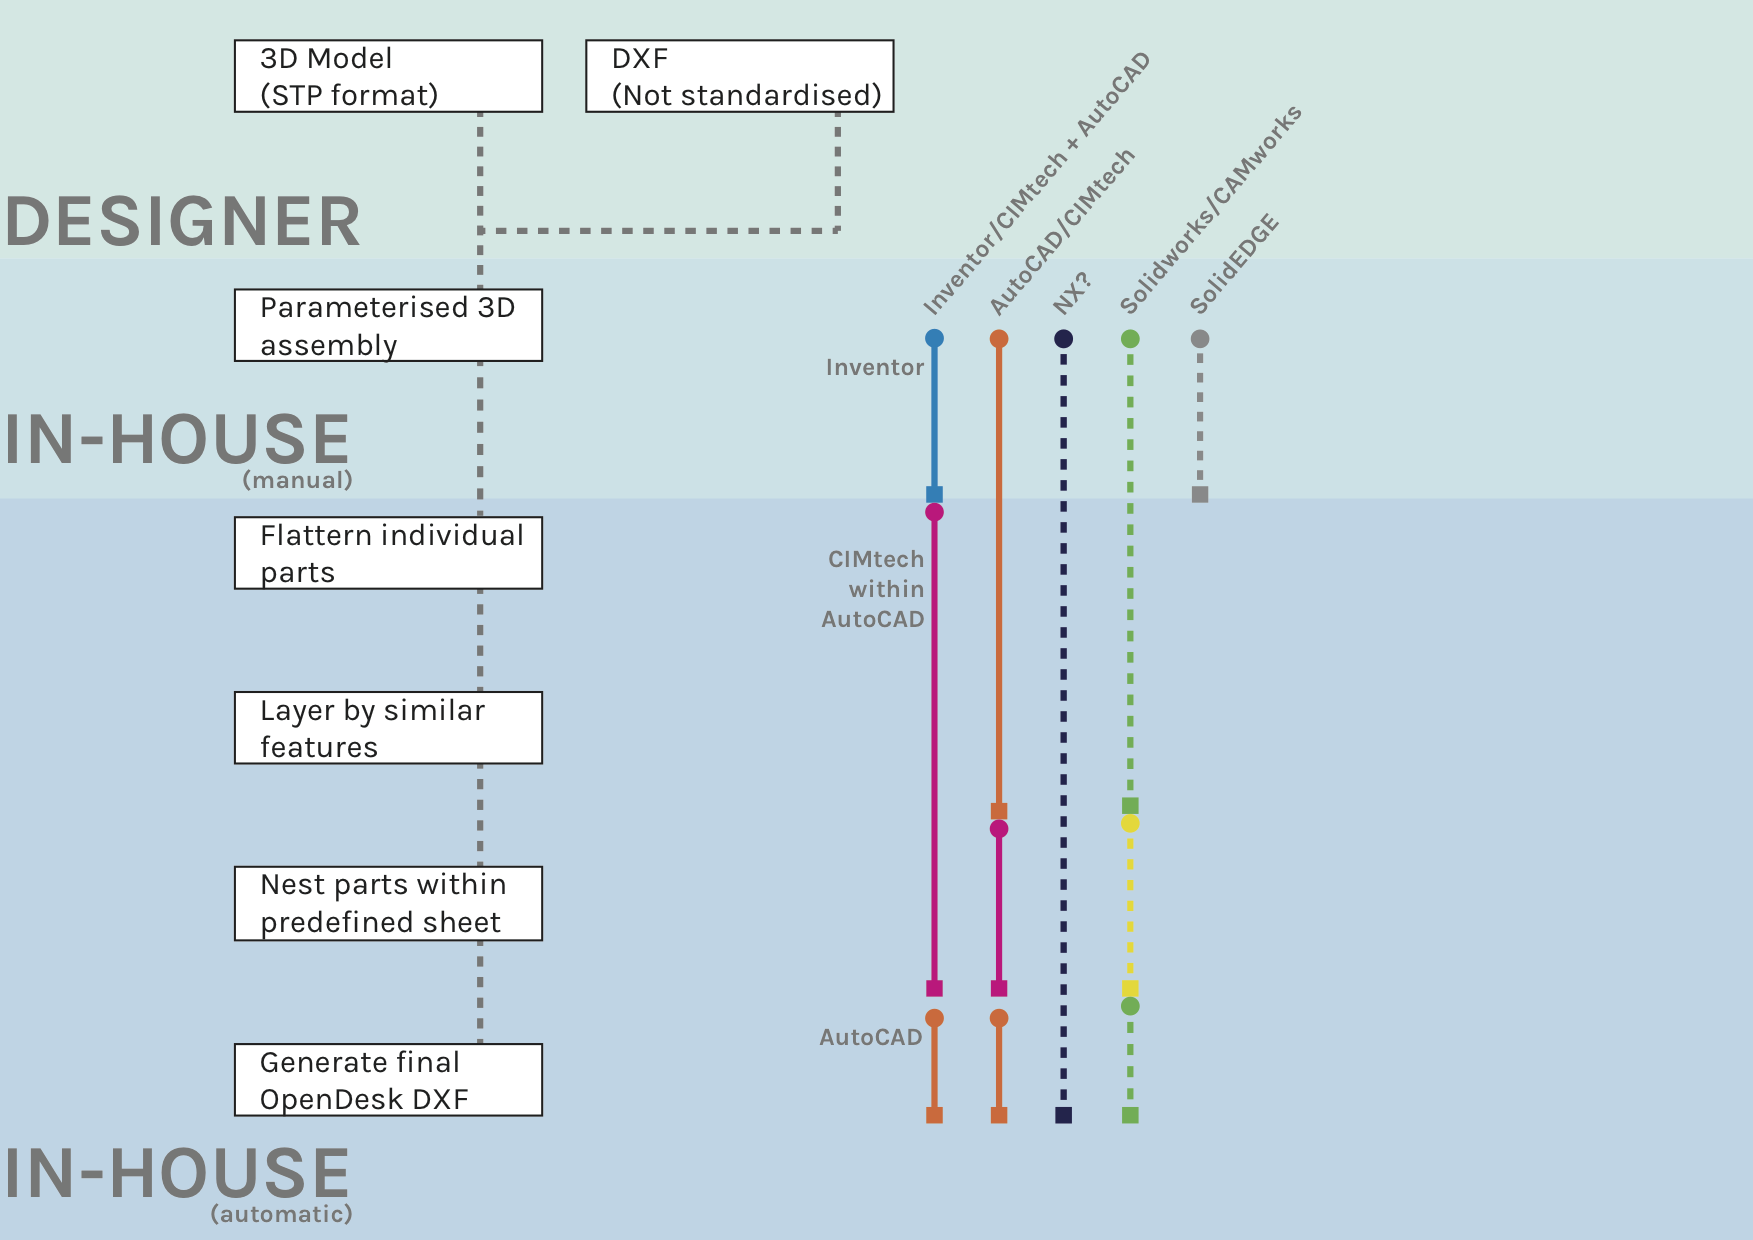 3D Model
(STP format)
DXF
(Not standardised)
DESIGNER
Inventor/CIMtech + AutoCAD
AutoCAD/CIMtech
NX?
Solidworks/CAMworks
SolidEDGE
Parameterised 3D
assembly
Inventor
IN-HOUSE
(manual)
Flattern individual
parts
CIMtech
within
AutoCAD
Layer by similar
features
Nest parts within
predefined sheet
AutoCAD
Generate final
OpenDesk DXF
IN-HOUSE
(automatic)